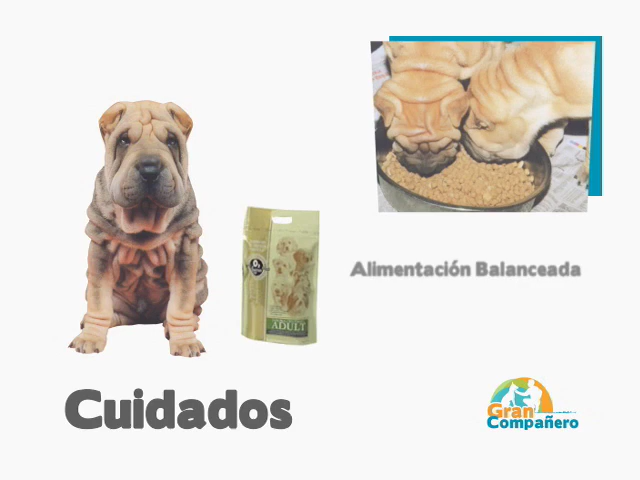 ADULT
Alimentación Balanceada
Cuidados
Gran
Compañero